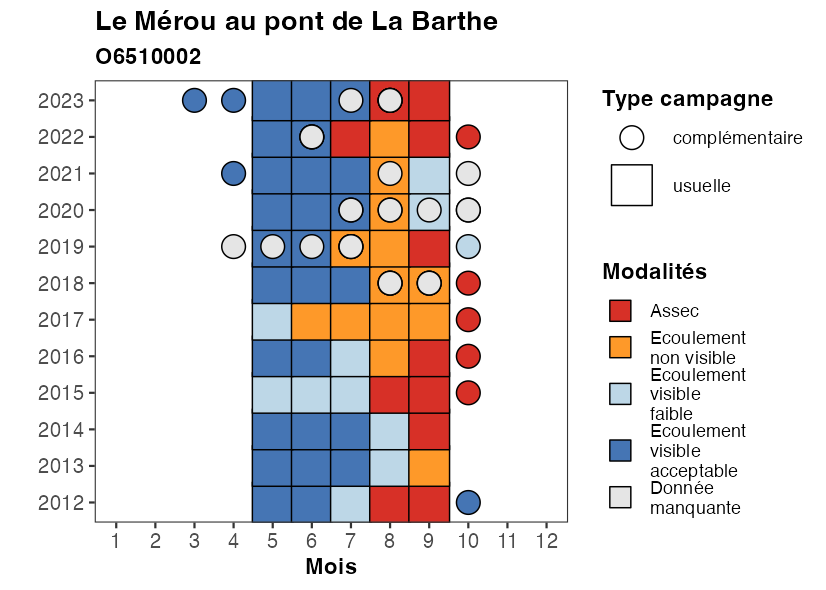 Le Mérou au pont de La Barthe
O6510002
2023
2022
2021
2020
2019
2018
2017
2016
2015
2014
2013
2012
1 2 3 4 5 6 7 8 9 10 11 12
Mois
Type campagne
complémentaire
usuelle
Modalités
Assec
Ecoulement
non visible
Ecoulement
visible
faible
Ecoulement
visible
acceptable
Donnée
manquante